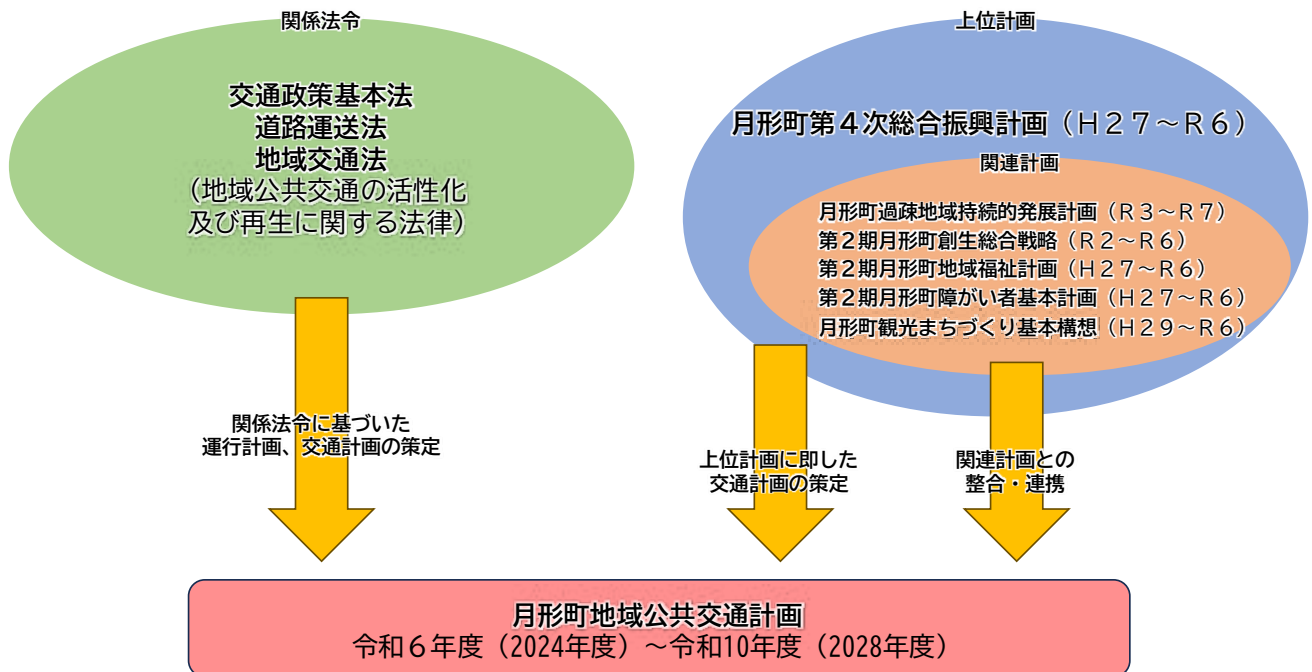 関係法令
交通政策基本法
道路運送法
地域交通法
（地域公共交通の活性化
及び再生に関する法律）
関係法令に基づいた
運行計画、交通計画の策定
上位計画
月形町第４次総合振興計画（Ｈ２７～Ｒ６）
関連計画
月形町過疎地域持続的発展計画（Ｒ３～Ｒ７）
第２期月形町創生総合戦略（Ｒ２～Ｒ６）
第２期月形町地域福祉計画（Ｈ２７～Ｒ６）
第２期月形町障がい者基本計画（Ｈ２７～Ｒ６）
月形町観光まちづくり基本構想（Ｈ２９～Ｒ６）
上位計画に即した
交通計画の策定
関連計画との
整合・連携
月形町地域公共交通計画
令和６年度（2024年度）～令和10年度（2028年度）